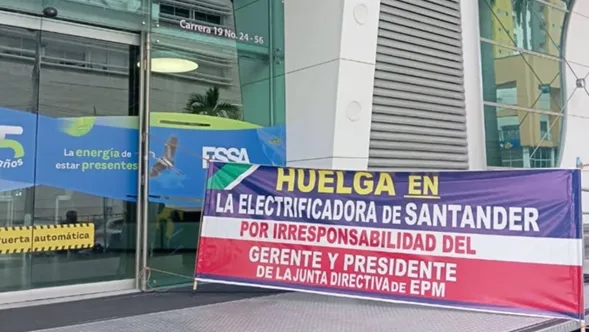 Carrera 19 No. 24 - 56
5
años
La energía de
estar presentes
ESSA
uerta automática
HUELGA EN
LA ELECTRIFICADORA DE SANTANDER
POR IRRESPONSABILIDAD DEL
GERENTE Y PRESIDENTE
DE LA JUNTA DIRECTIVA DE EPM